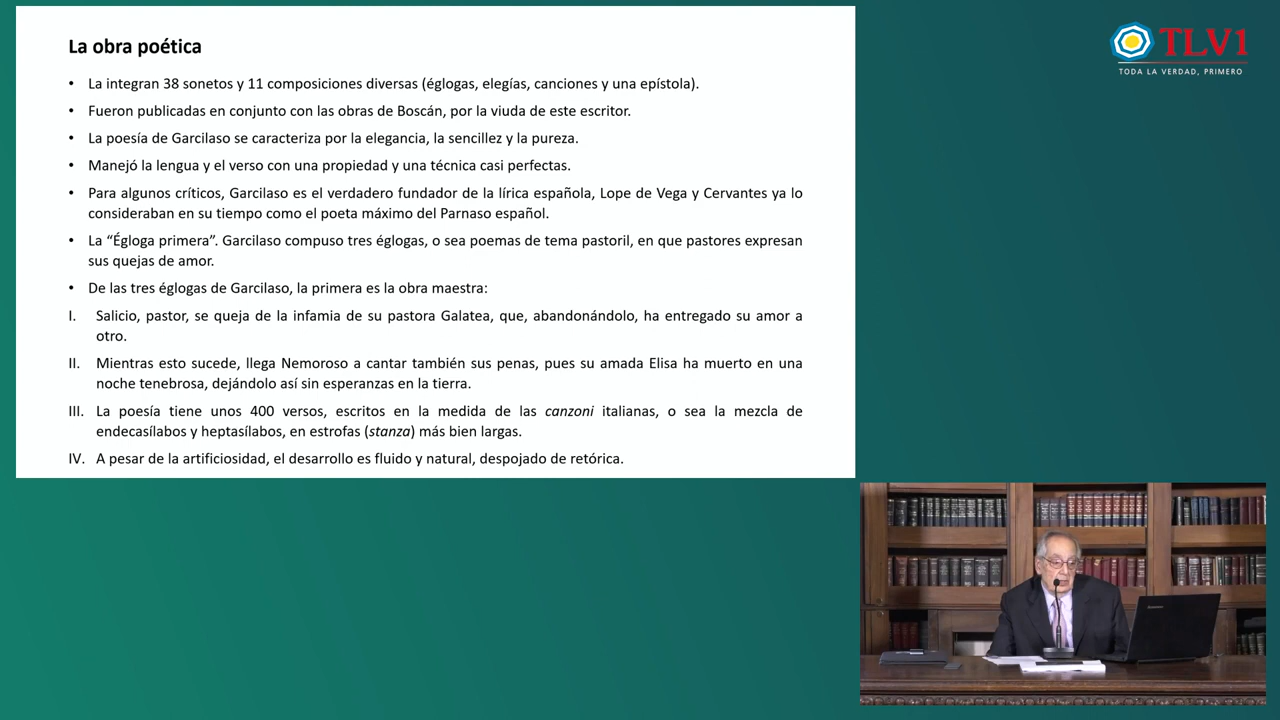 La obra poética
• La integran 38 sonetos y 11 composiciones diversas (églogas, elegías, canciones y una epístola).
• Fueron publicadas en conjunto con las obras de Boscán, por la viuda de este escritor.
• La poesía de Garcilaso se caracteriza por la elegancia, la sencillez y la pureza.
• Manejó la lengua y el verso con una propiedad y una técnica casi perfectas.
• Para algunos críticos, Garcilaso es el verdadero fundador de la lírica española, Lope de Vega y Cervantes ya lo
consideraban en su tiempo como el poeta máximo del Parnaso español.
• La “Égloga primera”. Garcilaso compuso tres églogas, o sea poemas de tema pastoril, en que pastores expresan
sus quejas de amor.
• De las tres églogas de Garcilaso, la primera es la obra maestra:
I. Salicio, pastor, se queja de la infamia de su pastora Galatea, que, abandonándolo, ha entregado su amor a
otro.
II. Mientras esto sucede, llega Nemoroso a cantar también sus penas, pues su amada Elisa ha muerto en una
noche tenebrosa, dejándolo así sin esperanzas en la tierra.
III. La poesía tiene unos 400 versos, escritos en la medida de las canzoni italianas, o sea la mezcla de
endecasílabos y heptasílabos, en estrofas (stanza) más bien largas.
IV. A pesar de la artificiosidad, el desarrollo es fluido y natural, despojado de retórica.
TLV1
TODA LA VERDAD, PRIMERO